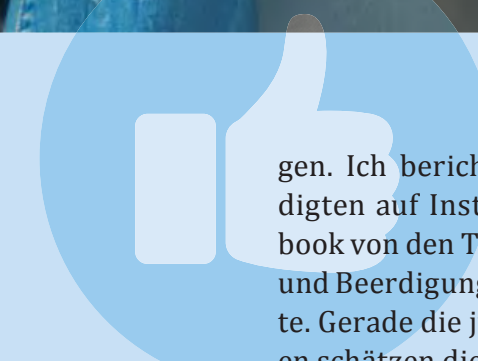 gen. Ich berich
digten auf Inst
book von den T
und Beerdigung
te. Gerade die j
en schätzen die